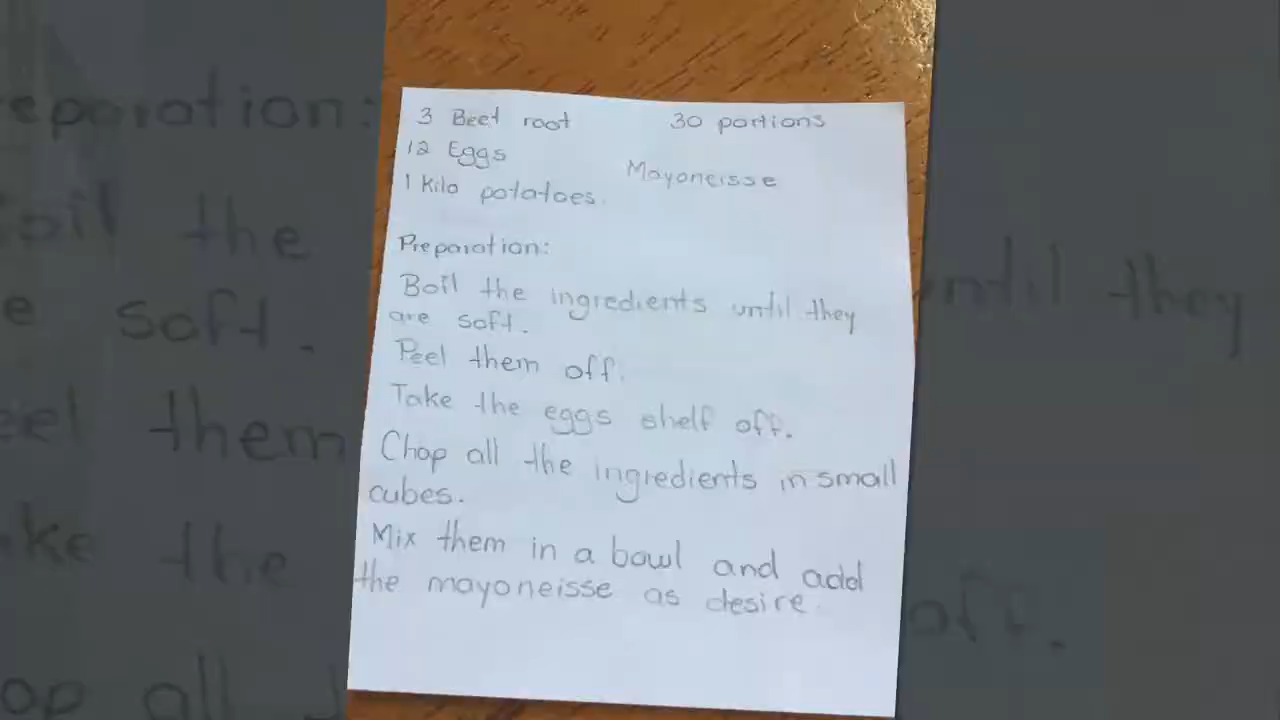 3 Beet root
30 portions
12 Eggs
Mayoneisse
1 Kilo potatoes.
Preparation:
Boil the ingredients until they
are soft.
Peel them off.
Take the eggs shelf off.
Chop all the ingredients in small
cubes.
Mix them in a bowl and add
the mayoneisse as desire.